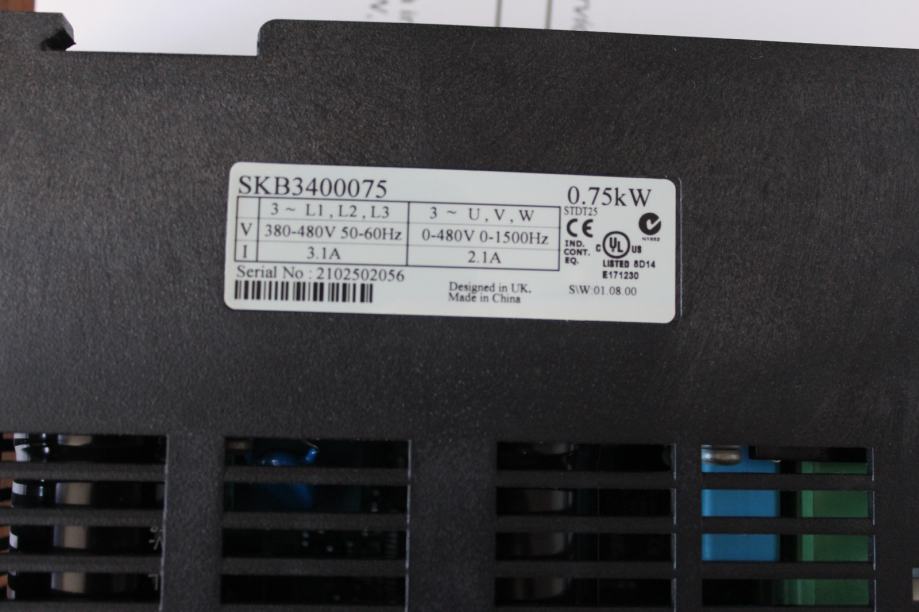 SKB3400075
0.75kW
3 ~ L1, L2, L3
3 ~ U, V, W
STDT25
V
380-480V 50-60Hz
0-480V 0-1500Hz
CE
I
3.1A
2.1A
IND.
CONT.
EQ.
C UL US
LISTED 8D14
E171230
Serial No : 2102502056
Designed in UK.
Made in China
S\W:01.08.00